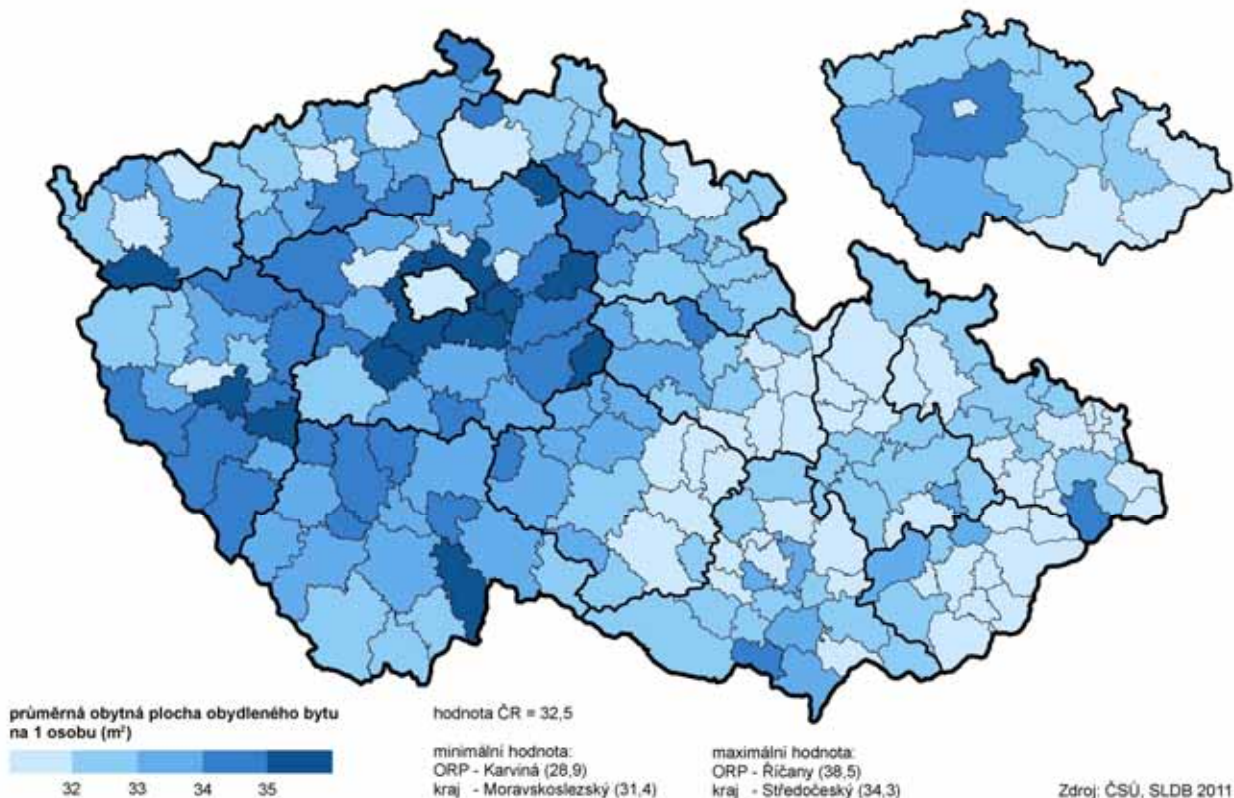 průměrná obytná plocha obydleného bytu
na 1 osobu (m²)
32 33 34 35
hodnota ČR = 32,5
minimální hodnota:
ORP - Karviná (28,9)
kraj - Moravskoslezský (31,4)
maximální hodnota:
ORP - Říčany (38,5)
kraj - Středočeský (34,3)
Zdroj: ČSÚ, SLDB 2011